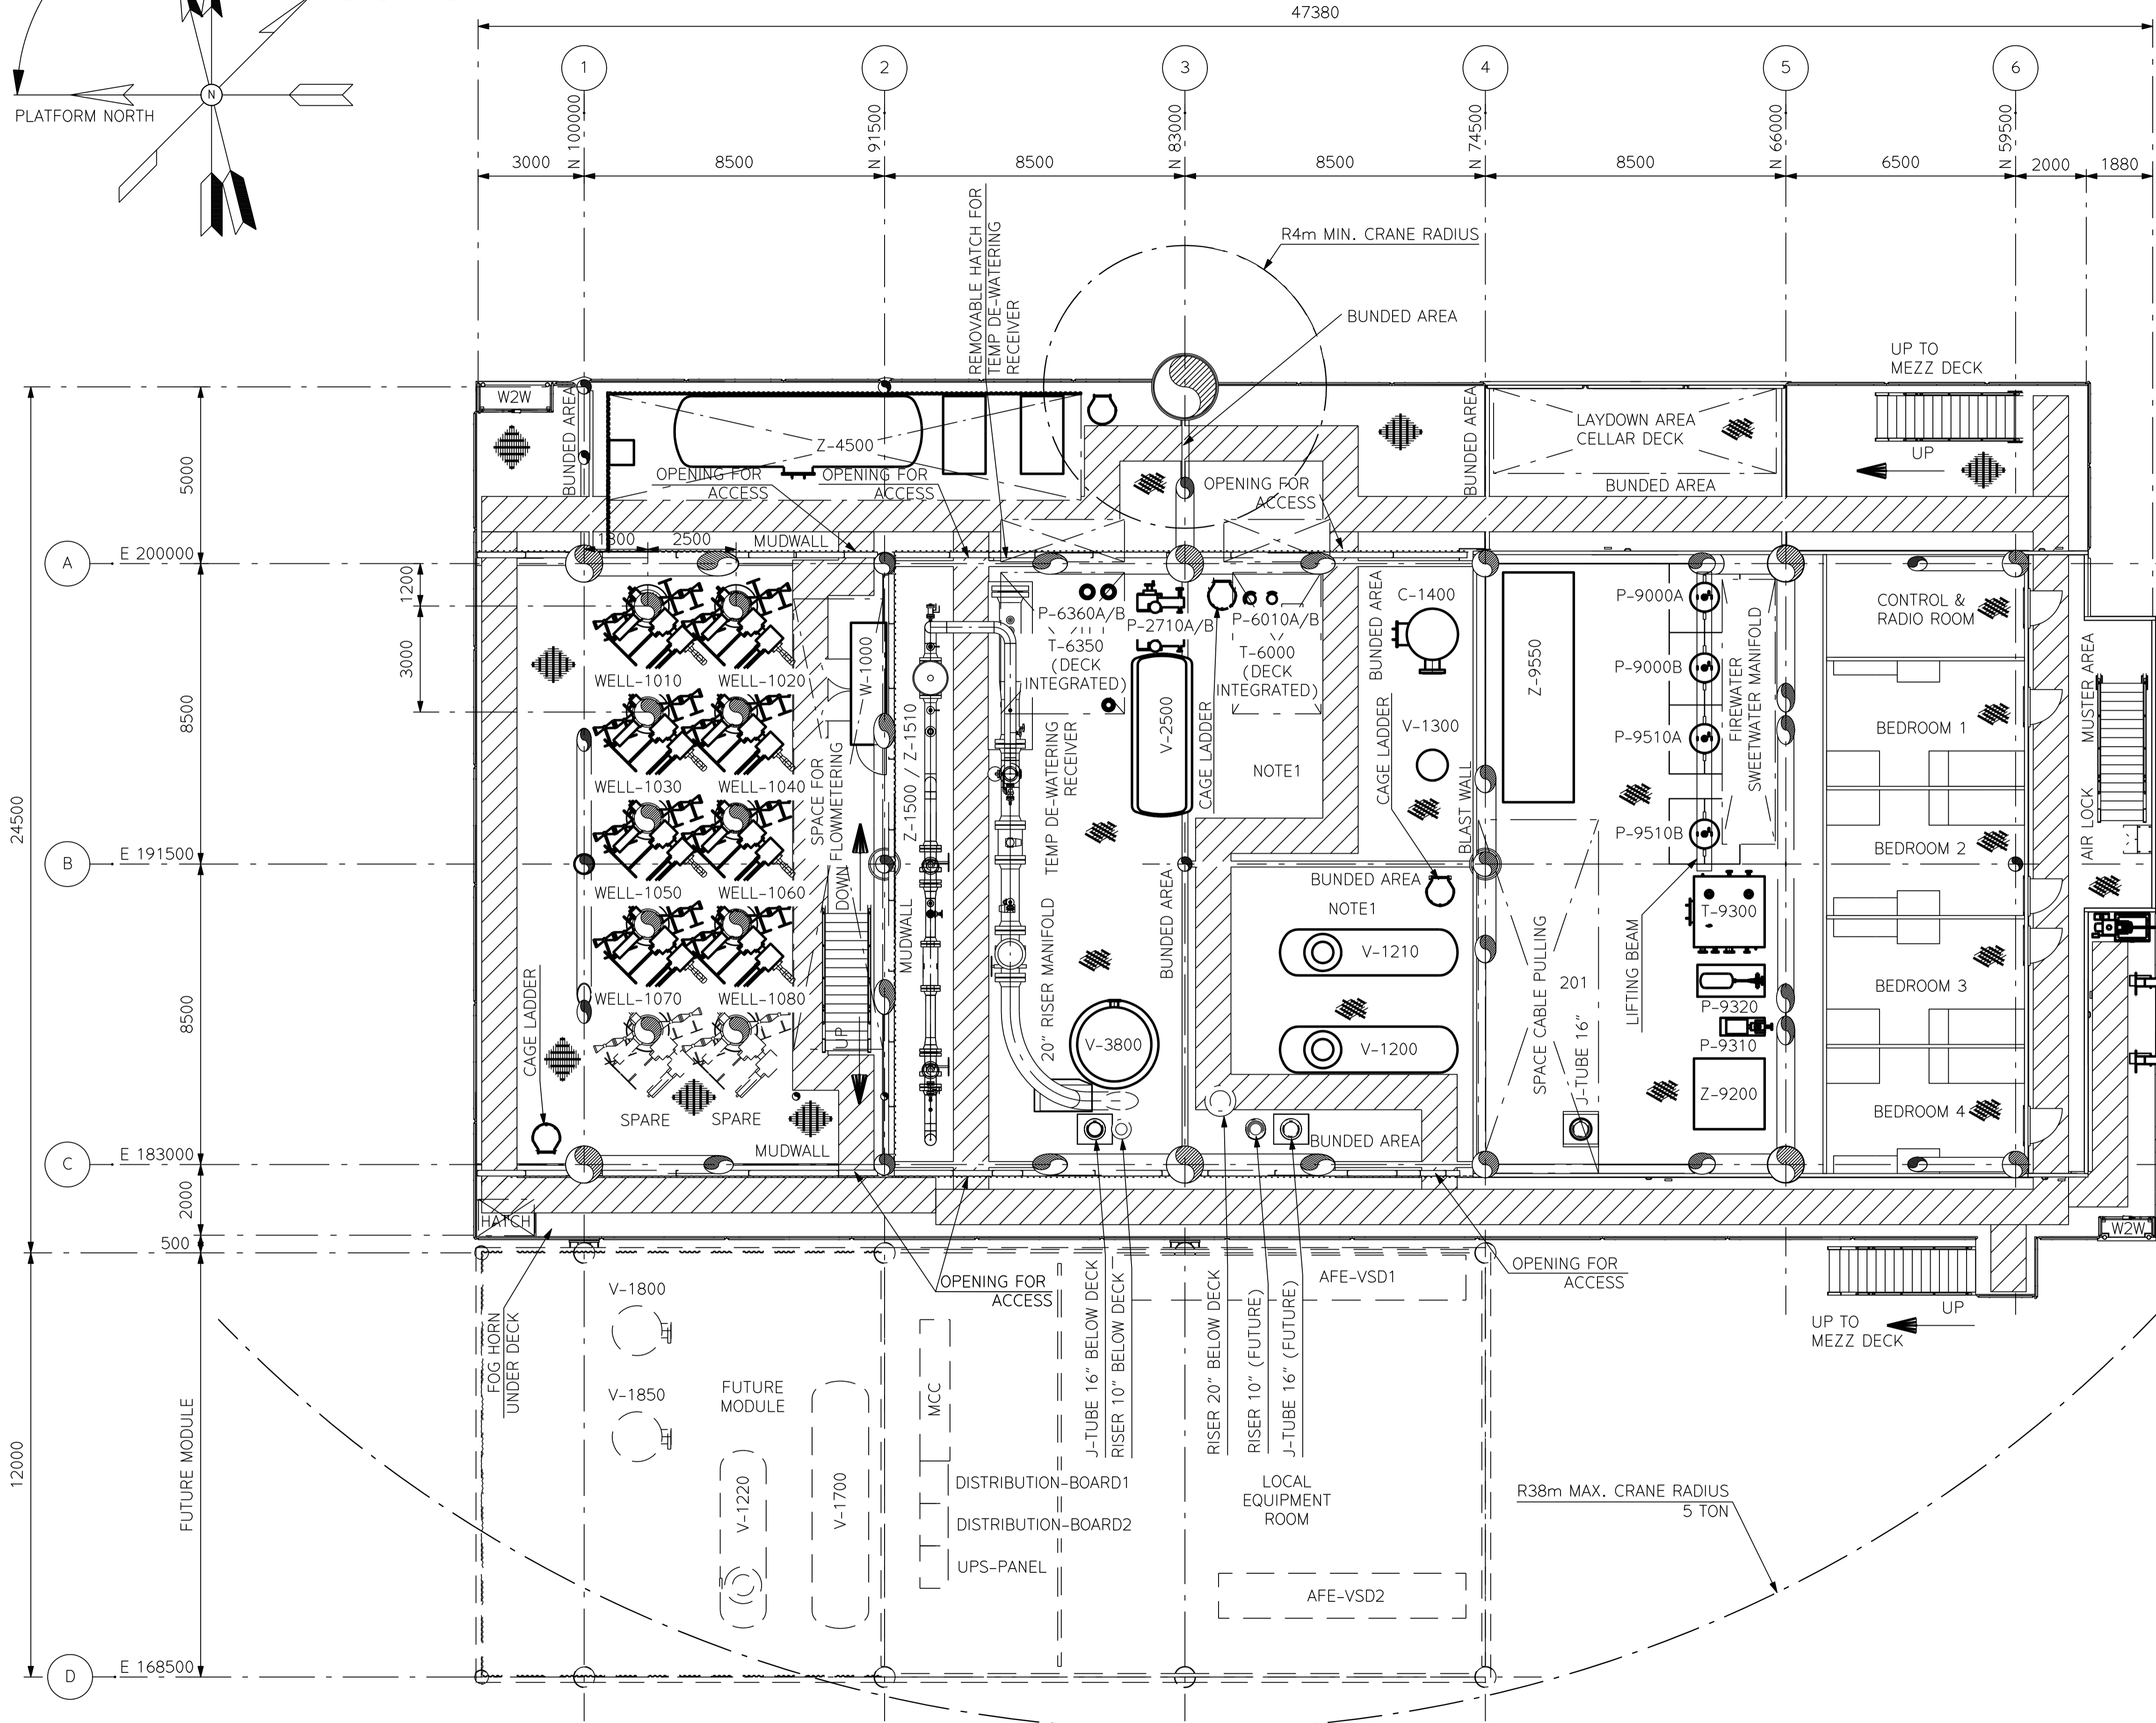 47380
1
2
3
4
5
6
N
PLATFORM NORTH
N 100000
N 91500
N 83000
N 74500
N 66000
N 59500
3000
8500
8500
8500
8500
6500
2000
1880
REMOVABLE HATCH FOR
TEMP DE-WATERING
RECEIVER
R4m MIN. CRANE RADIUS
BUNDED AREA
UP TO
MEZZ DECK
W2W
BUNDED AREA
Z-4500
BUNDED AREA
LAYDOWN AREA
CELLAR DECK
BUNDED AREA
UP
OPENING FOR
ACCESS
OPENING FOR
ACCESS
OPENING FOR
ACCESS
5000
A
E 200000
1800
2500
MUDWALL
1200
3000
8500
24500
WELL-1010
WELL-1020
WELL-1030
WELL-1040
WELL-1050
WELL-1060
WELL-1070
WELL-1080
SPARE
SPARE
MUDWALL
CAGE LADDER
W-1000
SPACE FOR
FLOWMETERING
DOWN
UP
MUDWALL
Z-1500 / Z-1510
P-6360A/B
T-6350
(DECK
INTEGRATED)
P-2710A/B
P-6010A/B
T-6000
(DECK
INTEGRATED)
TEMP DE-WATERING
RECEIVER
20" RISER MANIFOLD
V-2500
CAGE LADDER
NOTE1
BUNDED AREA
V-3800
BUNDED AREA
C-1400
V-1300
CAGE LADDER
BLAST WALL
BUNDED AREA
NOTE1
V-1210
V-1200
BUNDED AREA
Z-9550
P-9000A
P-9000B
P-9510A
P-9510B
FIREWATER
SWEETWATER MANIFOLD
SPACE CABLE PULLING
201
J-TUBE 16"
LIFTING BEAM
T-9300
P-9320
P-9310
Z-9200
CONTROL &
RADIO ROOM
BEDROOM 1
BEDROOM 2
BEDROOM 3
BEDROOM 4
MUSTER AREA
AIR LOCK
B
E 191500
8500
C
E 183000
2000
500
HATCH
W2W
FOG HORN
UNDER DECK
OPENING FOR
ACCESS
J-TUBE 16" BELOW DECK
RISER 10" BELOW DECK
RISER 20" BELOW DECK
RISER 10" (FUTURE)
J-TUBE 16" (FUTURE)
AFE-VSD1
OPENING FOR
ACCESS
UP
UP TO
MEZZ DECK
V-1800
V-1850
FUTURE
MODULE
MCC
V-1220
V-1700
DISTRIBUTION-BOARD1
DISTRIBUTION-BOARD2
UPS-PANEL
LOCAL
EQUIPMENT
ROOM
AFE-VSD2
R38m MAX. CRANE RADIUS
5 TON
12000
FUTURE MODULE
D
E 168500